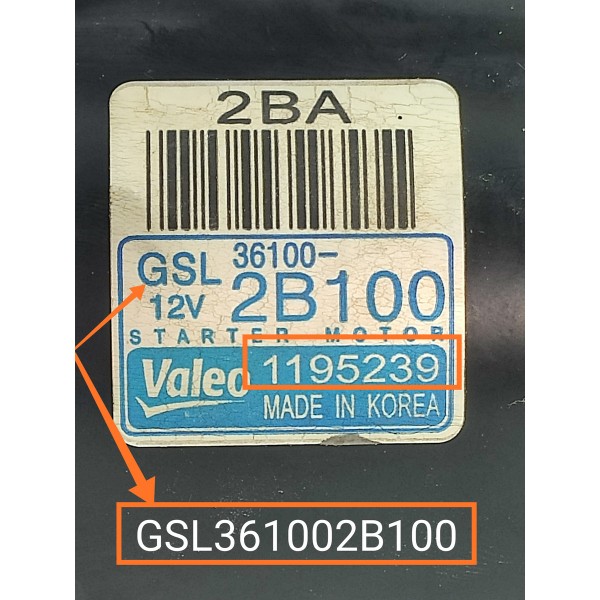 2BA
GSL 36100-
12V 2B100
STARTER MOTOR
Valeo 1195239
MADE IN KOREA
GSL361002B100